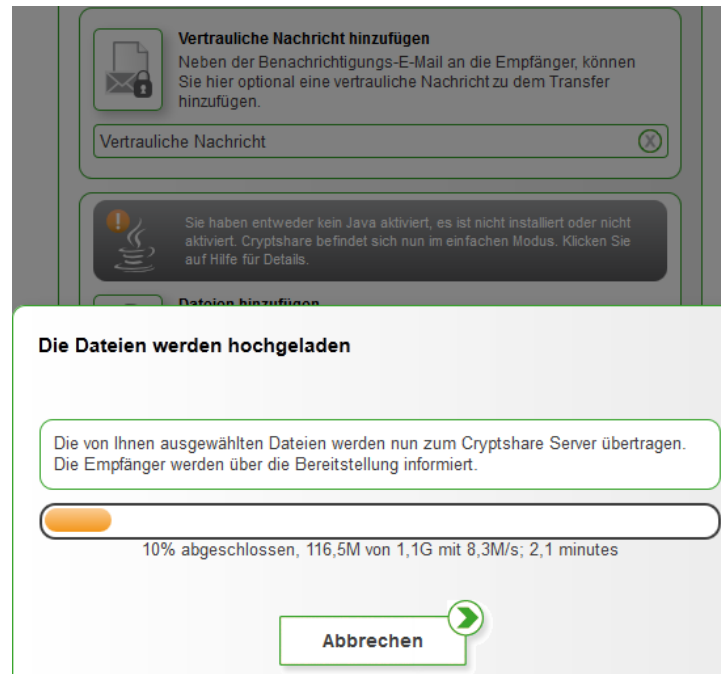 Vertrauliche Nachricht hinzufügen
Neben der Benachrichtigungs-E-Mail an die Empfänger, können
Sie hier optional eine vertrauliche Nachricht zu dem Transfer
hinzufügen.
Vertrauliche Nachricht
Sie haben entweder kein Java aktiviert, es ist nicht installiert oder nicht
aktiviert. Cryptshare befindet sich nun im einfachen Modus. Klicken Sie
auf Hilfe für Details.
Dateien hinzufügen
Die Dateien werden hochgeladen
Die von Ihnen ausgewählten Dateien werden nun zum Cryptshare Server übertragen.
Die Empfänger werden über die Bereitstellung informiert.
10% abgeschlossen, 116,5M von 1,1G mit 8,3M/s; 2,1 minutes
Abbrechen